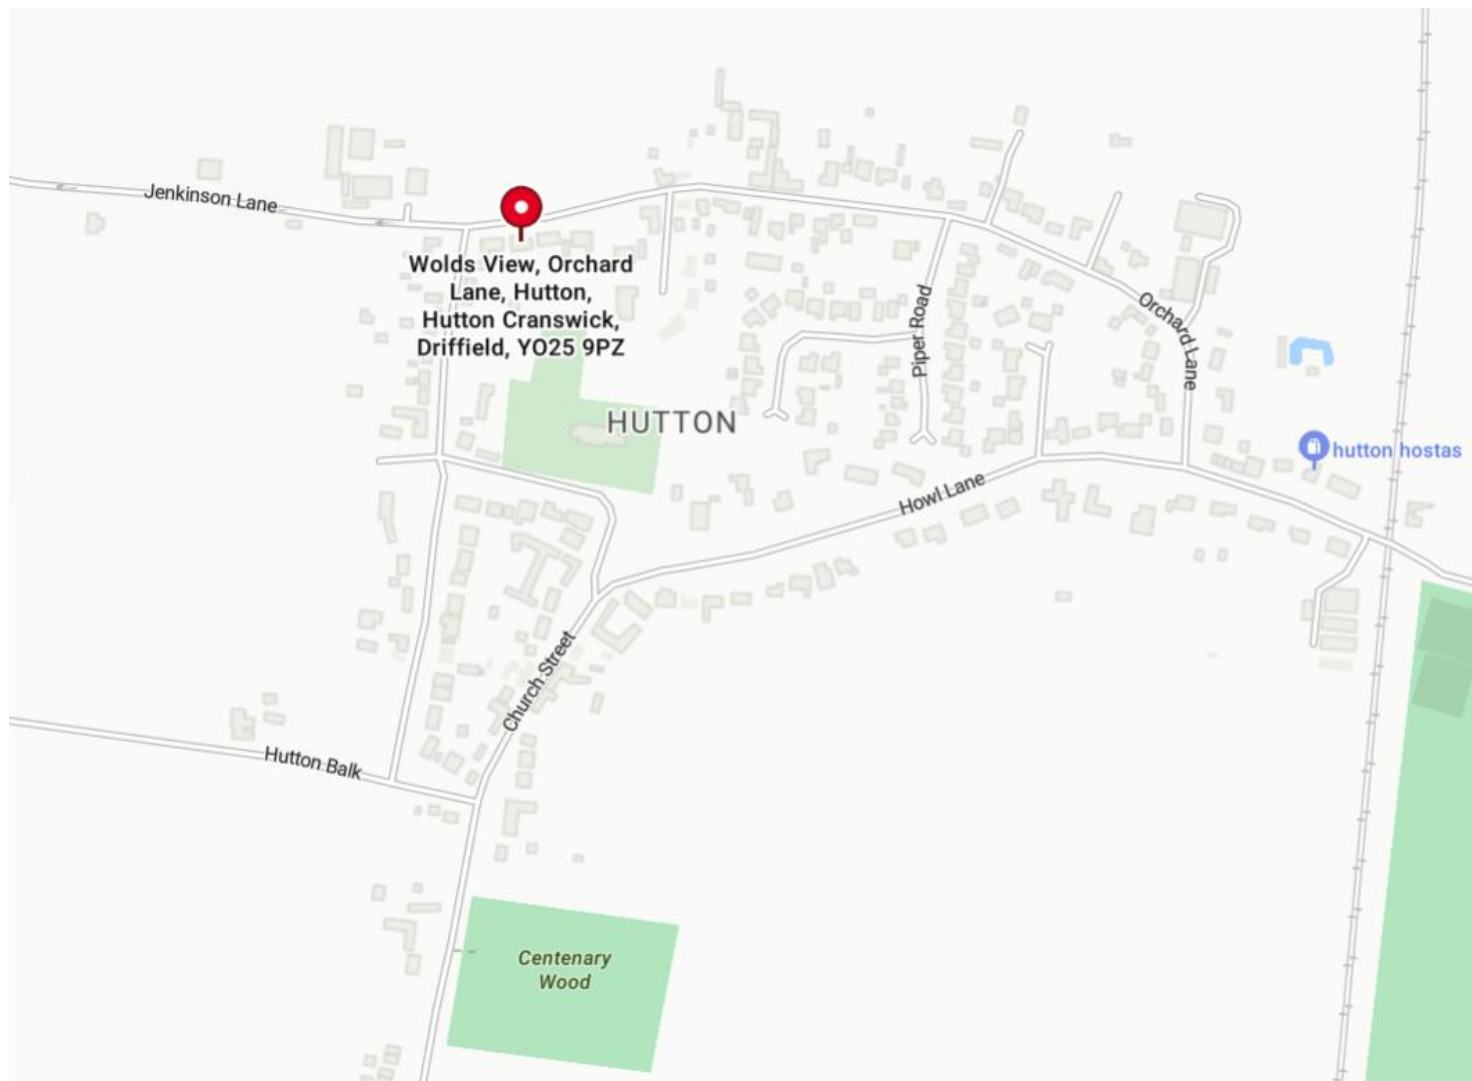 Jenkinson Lane
Wolds View, Orchard
Lane, Hutton,
Hutton Cranswick,
Driffield, YO25 9PZ
Orchard Lane
Piper Road
HUTTON
hutton hostas
Howl Lane
Church Street
Hutton Balk
Centenary
Wood